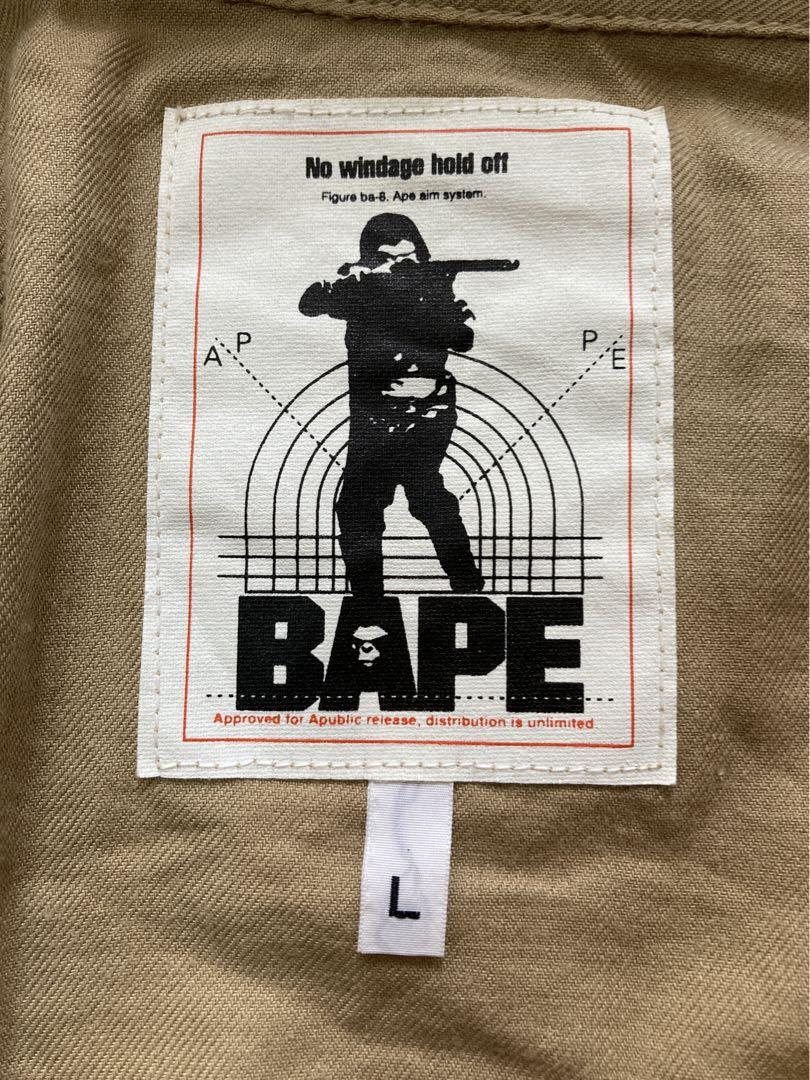 No windage hold off
Figure ba-8. Ape aim system.
A P P E
BAPE
Approved for Apublic release, distribution is unlimited.
L